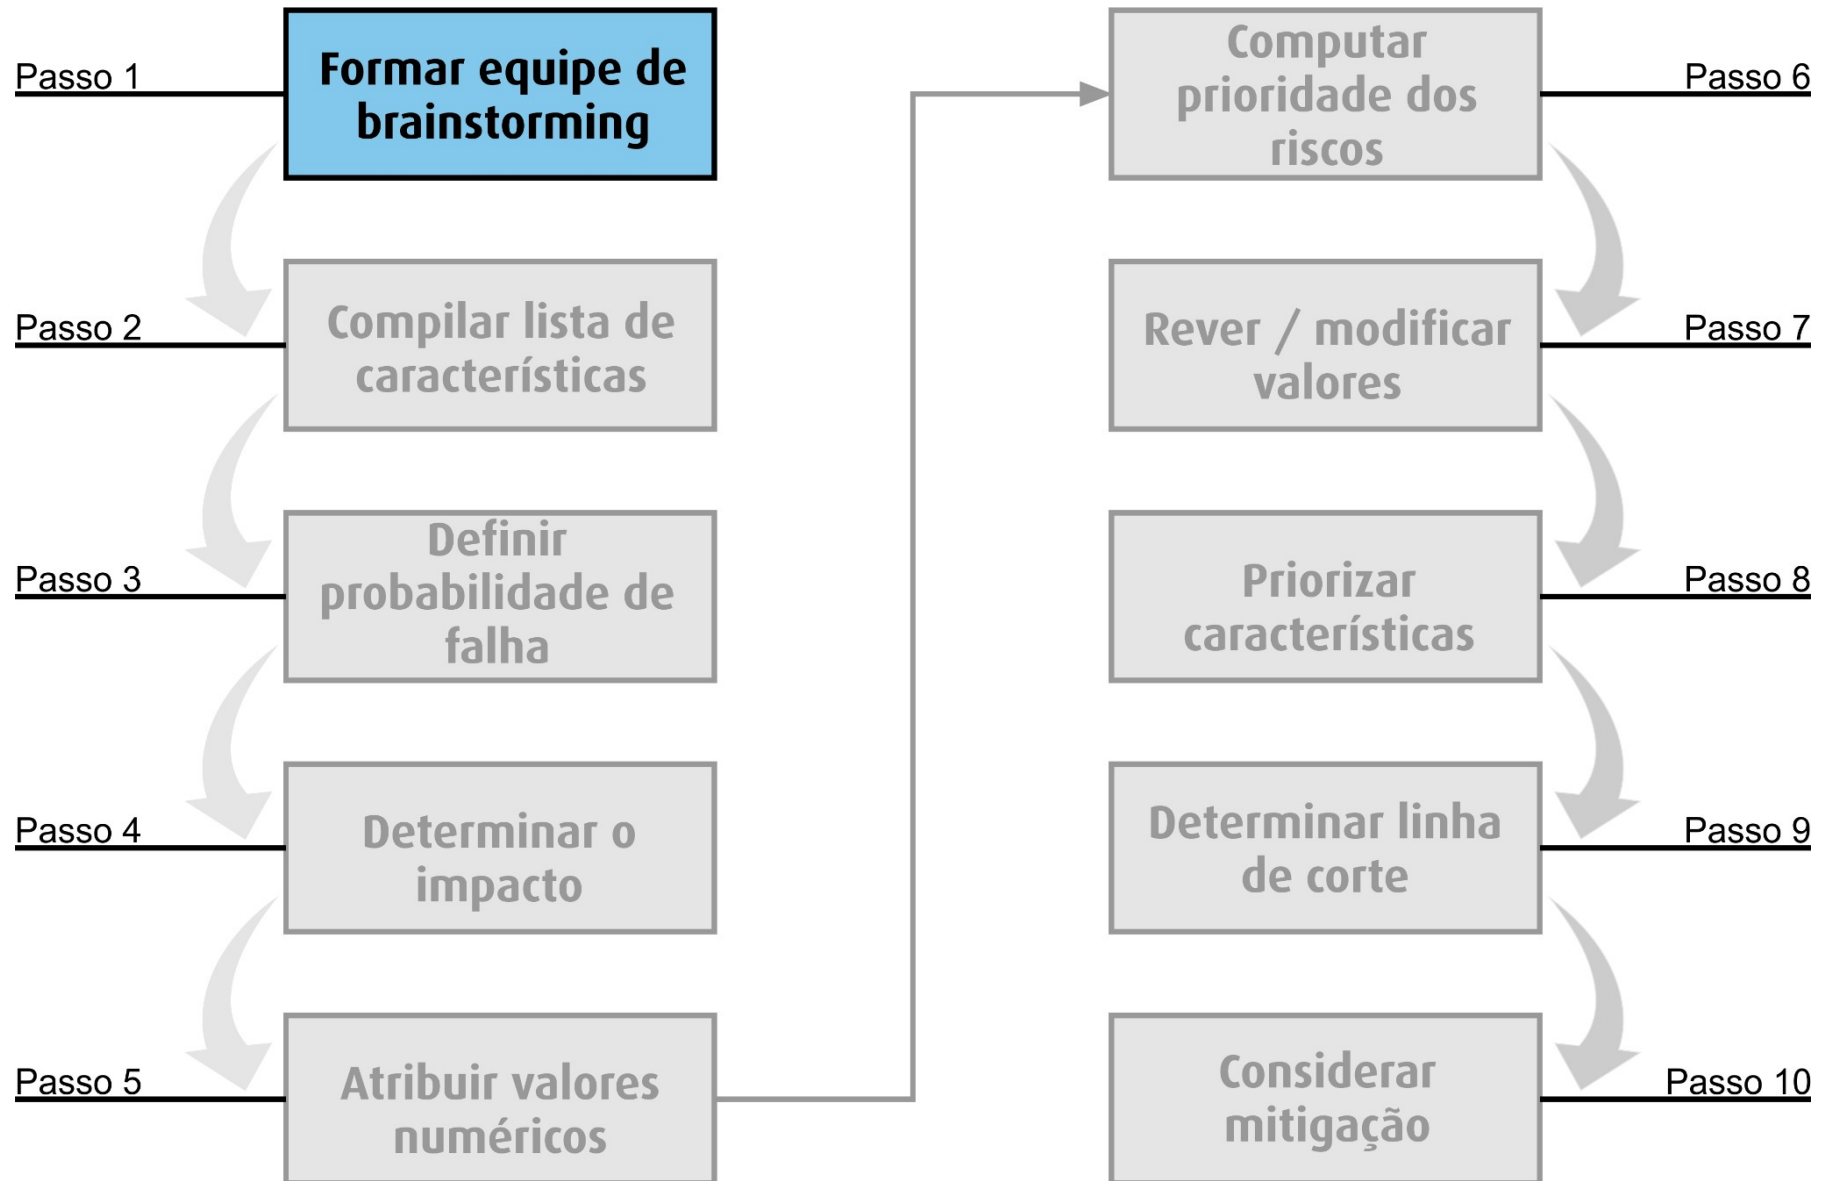 Passo 1
Formar equipe de
brainstorming
Passo 2
Compilar lista de
características
Passo 3
Definir
probabilidade de
falha
Passo 4
Determinar o
impacto
Passo 5
Atribuir valores
numéricos
Computar
prioridade dos
riscos
Passo 6
Rever / modificar
valores
Passo 7
Priorizar
características
Passo 8
Determinar linha
de corte
Passo 9
Considerar
mitigação
Passo 10